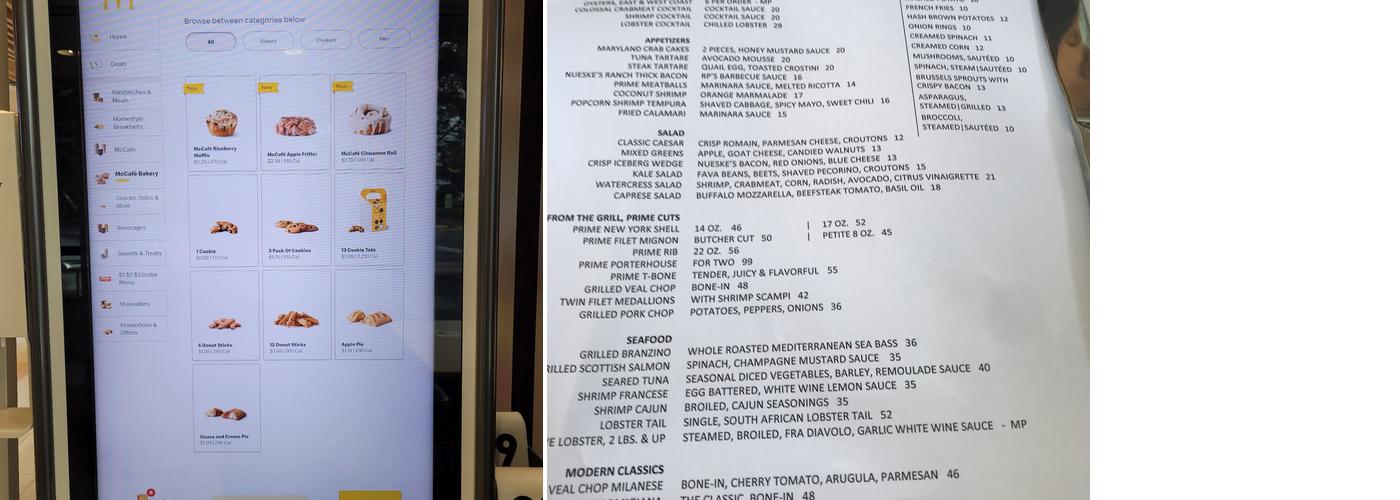 Browse between categories below
All
Bakery
Cookies
Pies
Home
Deals
Sandwiches &
Meals
Homestyle
Breakfasts
McCafé
McCafé Bakery
Snacks, Sides &
More
Beverages
Sweets & Treats
$1 $2 $3 Dollar
Menu
Shareables
Promotions &
Offers
New
New
New
McCafé Blueberry
Muffin
McCafé Apple Fritter
McCafé Cinnamon Roll
1 Cookie
3 Pack Of Cookies
13 Cookie Tote
6 Donut Sticks
12 Donut Sticks
Apple Pie
Guava and Creme Pie
9
OYSTERS, EAST & WEST COAST 6 PER ORDER - MP
COLOSSAL CRABMEAT COCKTAIL COCKTAIL SAUCE 20
SHRIMP COCKTAIL COCKTAIL SAUCE 20
LOBSTER COCKTAIL CHILLED LOBSTER 29
APPETIZERS
MARYLAND CRAB CAKES 2 PIECES, HONEY MUSTARD SAUCE 20
TUNA TARTARE AVOCADO MOUSSE 20
STEAK TARTARE QUAIL EGG, TOASTED CROSTINI 20
NUESKE'S RANCH THICK BACON RP'S BARBECUE SAUCE 16
PRIME MEATBALLS MARINARA SAUCE, MELTED RICOTTA 14
COCONUT SHRIMP ORANGE MARMALADE 17
POPCORN SHRIMP TEMPURA SHAVED CABBAGE, SPICY MAYO, SWEET CHILI 16
FRIED CALAMARI MARINARA SAUCE 15
FRENCH FRIES 10
HASH BROWN POTATOES 12
ONION RINGS 10
CREAMED SPINACH 11
CREAMED CORN 12
MUSHROOMS, SAUTÉED 10
SPINACH, STEAM|SAUTÉED 10
BRUSSELS SPROUTS WITH
CRISPY BACON 13
ASPARAGUS,
STEAMED|GRILLED 13
BROCCOLI,
STEAMED|SAUTÉED 10
SALAD
CLASSIC CAESAR CRISP ROMAIN, PARMESAN CHEESE, CROUTONS 12
MIXED GREENS APPLE, GOAT CHEESE, CANDIED WALNUTS 13
CRISP ICEBERG WEDGE NUESKE'S BACON, RED ONIONS, BLUE CHEESE 13
KALE SALAD FAVA BEANS, BEETS, SHAVED PECORINO, CROUTONS 15
WATERCRESS SALAD SHRIMP, CRABMEAT, CORN, RADISH, AVOCADO, CITRUS VINAIGRETTE 21
CAPRESE SALAD BUFFALO MOZZARELLA, BEEFSTEAK TOMATO, BASIL OIL 18
FROM THE GRILL, PRIME CUTS
PRIME NEW YORK SHELL 14 OZ. 46 | 17 OZ. 52
PRIME FILET MIGNON BUTCHER CUT 50 | PETITE 8 OZ. 45
PRIME RIB 22 OZ. 56
PRIME PORTERHOUSE FOR TWO 99
PRIME T-BONE TENDER, JUICY & FLAVORFUL 55
GRILLED VEAL CHOP BONE-IN 48
TWIN FILET MEDALLIONS WITH SHRIMP SCAMPI 42
GRILLED PORK CHOP POTATOES, PEPPERS, ONIONS 36
SEAFOOD
GRILLED BRANZINO WHOLE ROASTED MEDITERRANEAN SEA BASS 36
RILLED SCOTTISH SALMON SPINACH, CHAMPAGNE MUSTARD SAUCE 35
SEARED TUNA SEASONAL DICED VEGETABLES, BARLEY, REMOULADE SAUCE 40
SHRIMP FRANCESE EGG BATTERED, WHITE WINE LEMON SAUCE 35
SHRIMP CAJUN BROILED, CAJUN SEASONINGS 35
LOBSTER TAIL SINGLE, SOUTH AFRICAN LOBSTER TAIL 52
E LOBSTER, 2 LBS. & UP STEAMED, BROILED, FRA DIAVOLO, GARLIC WHITE WINE SAUCE - MP
MODERN CLASSICS
VEAL CHOP MILANESE BONE-IN, CHERRY TOMATO, ARUGULA, PARMESAN 46
THE CLASSIC, BONE-IN 48